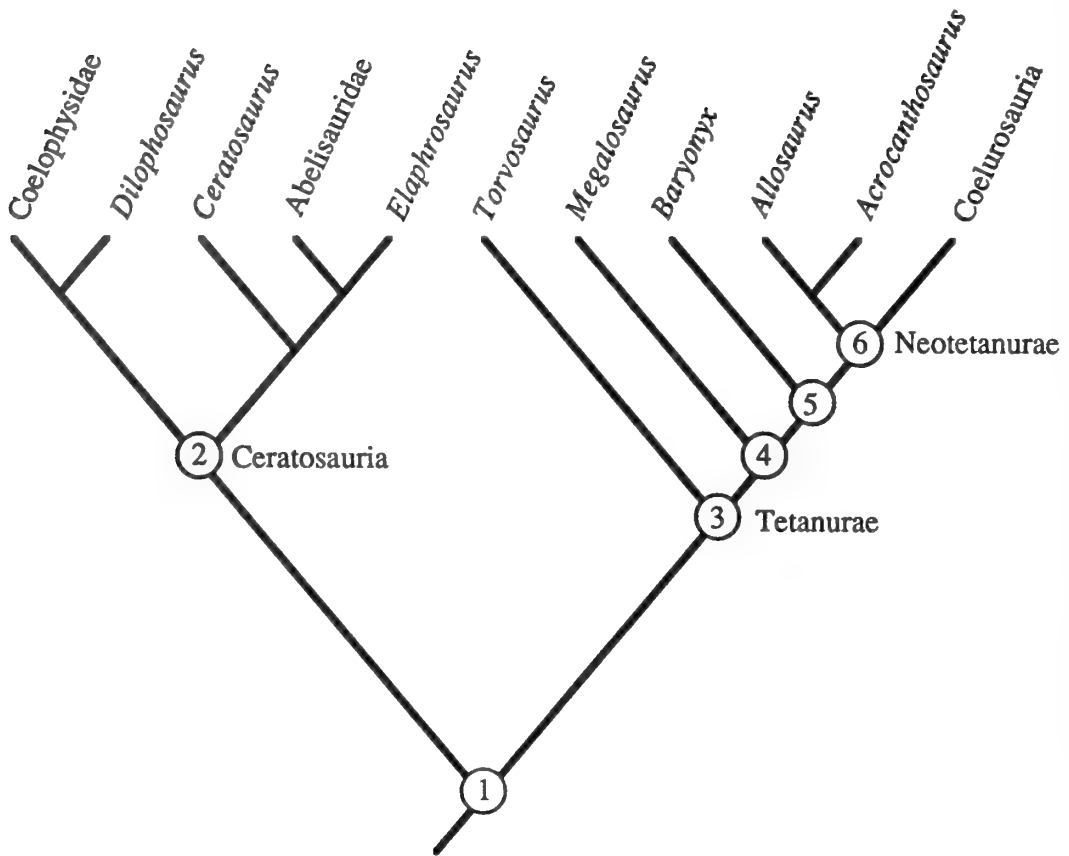 Coelophysidae
Dilophosaurus
Ceratosaurus
Abelisauridae
Elaphrosaurus
Torvosaurus
Megalosaurus
Baryonyx
Allosaurus
Acrocanthosaurus
Coelurosauria
6 Neotetanurae
5
2 Ceratosauria
4
3 Tetanurae
1